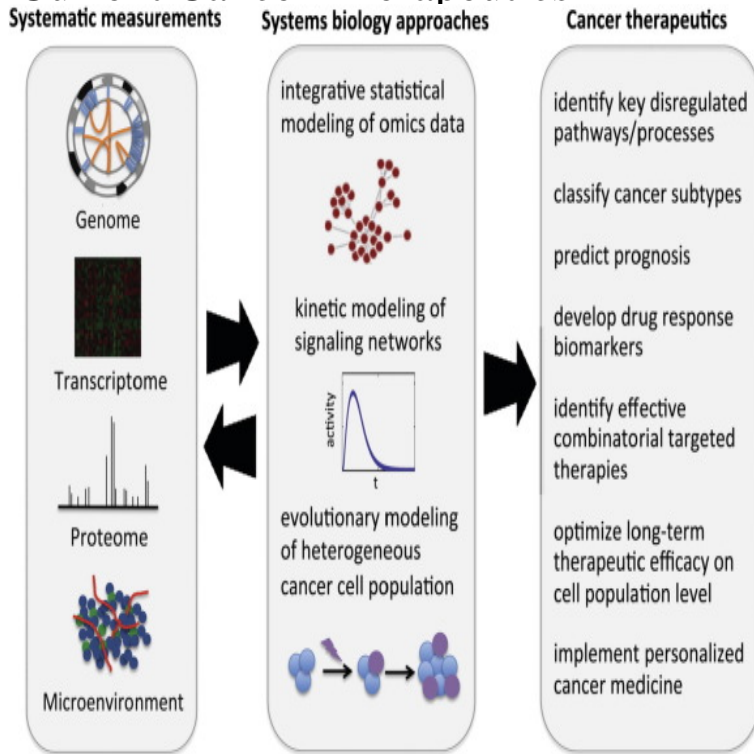 Systematic measurements
Genome
Transcriptome
Proteome
Microenvironment
Systems biology approaches
integrative statistical
modeling of omics data
kinetic modeling of
signaling networks
activity
t
evolutionary modeling
of heterogeneous
cancer cell population
Cancer therapeutics
identify key disregulated
pathways/processes
classify cancer subtypes
predict prognosis
develop drug response
biomarkers
identify effective
combinatorial targeted
therapies
optimize long-term
therapeutic efficacy on
cell population level
implement personalized
cancer medicine